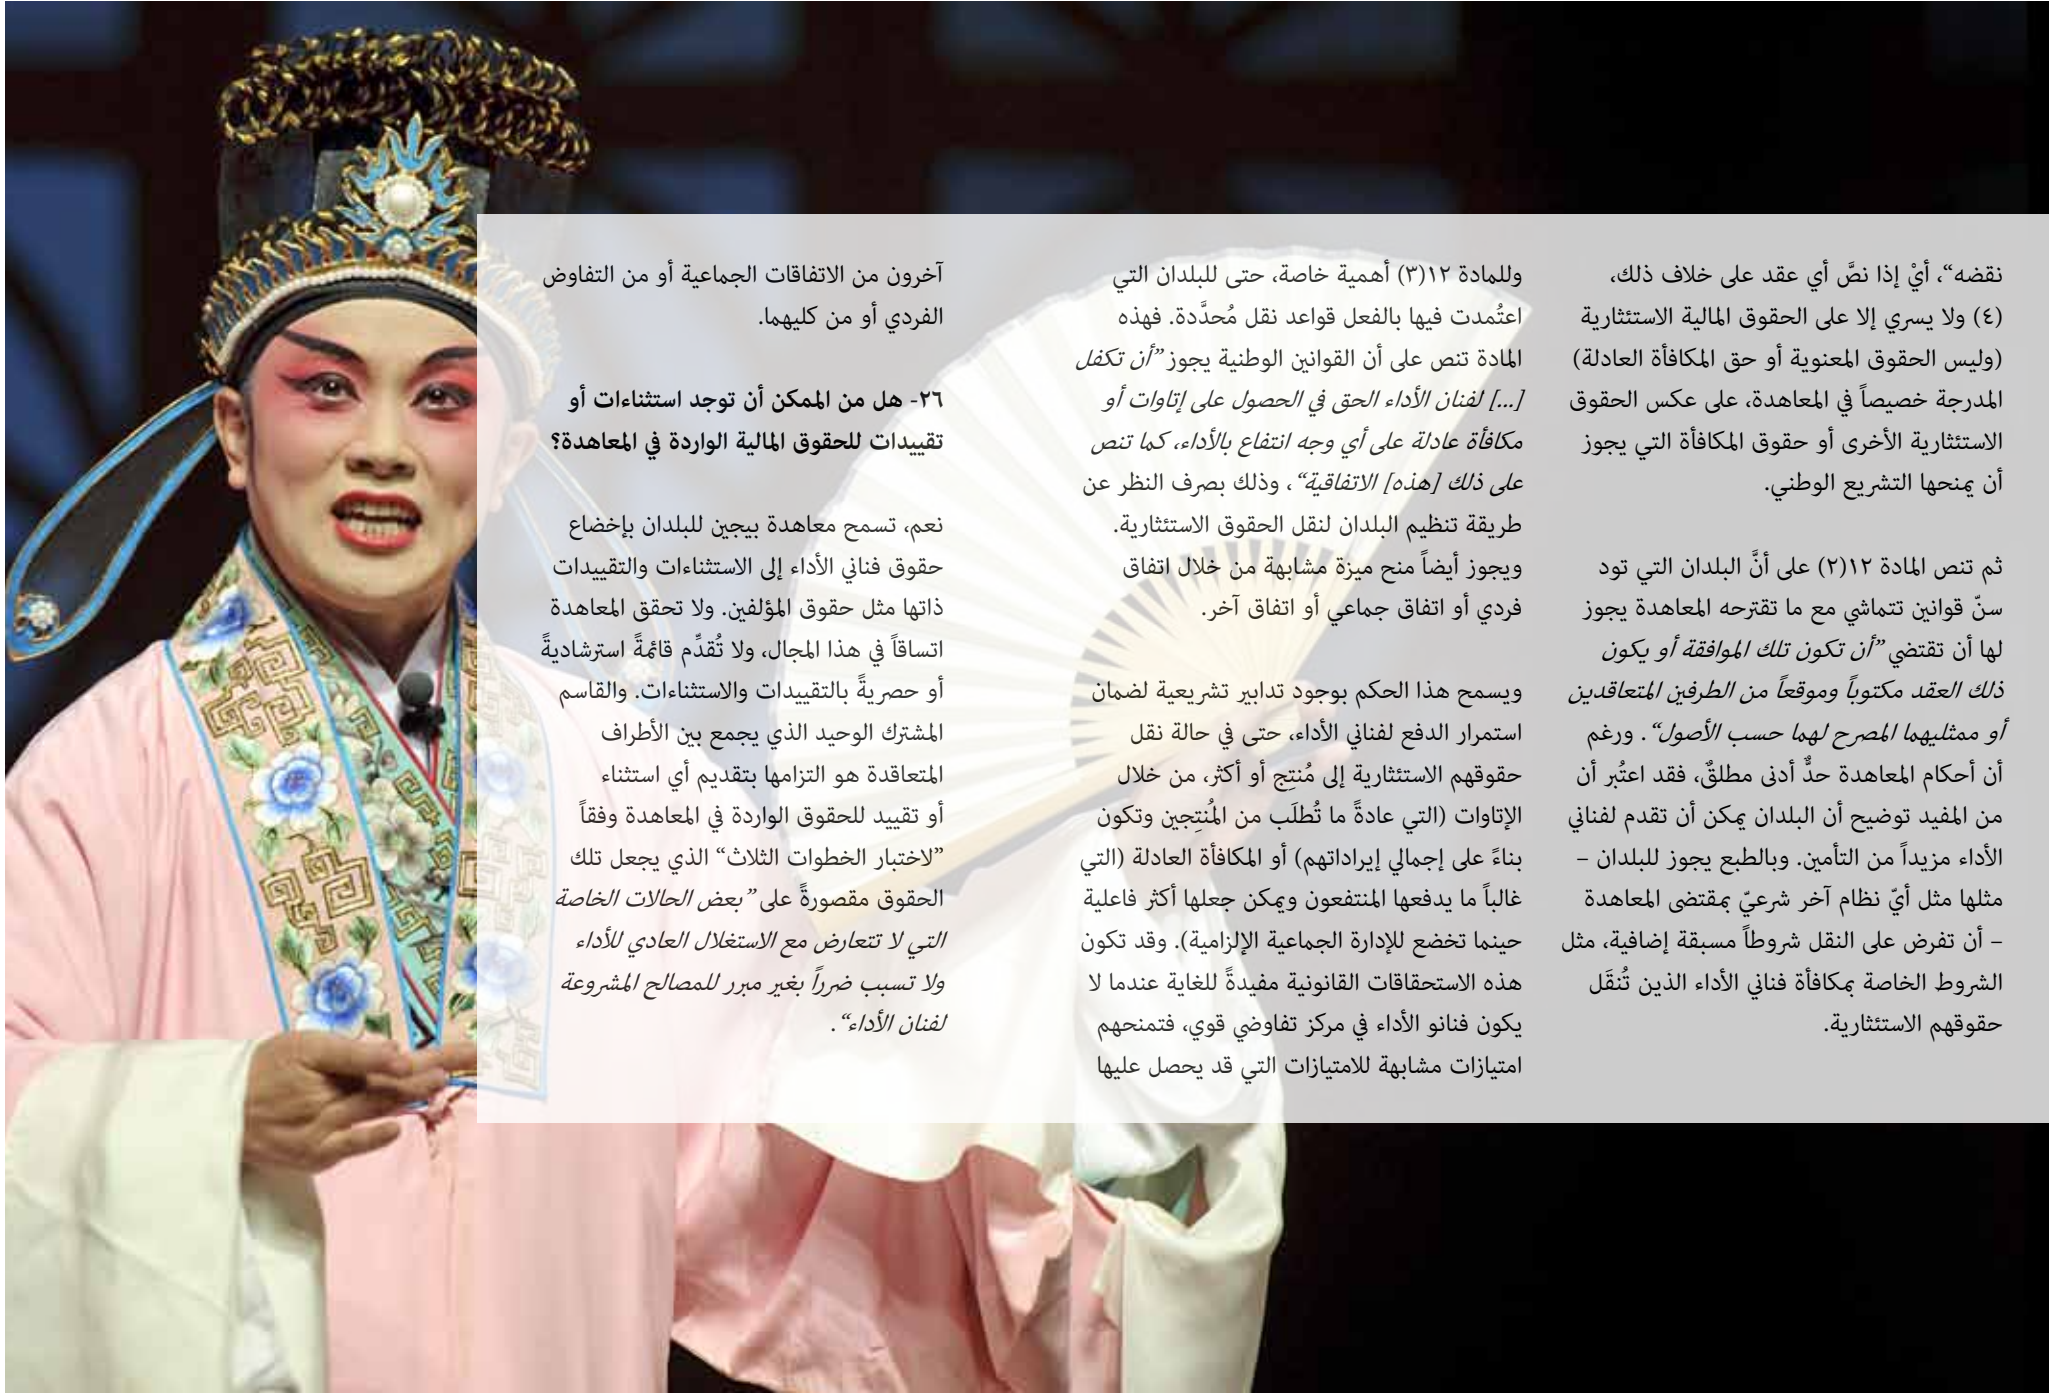 نقضه“، أيْ إذا نصَّ أي عقد على خلاف ذلك،
(٤) ولا يسري إلا على الحقوق المالية الاستئثارية
(وليس الحقوق المعنوية أو حق المكافأة العادلة)
المدرجة خصيصاً في المعاهدة، على عكس الحقوق
الاستئثارية الأخرى أو حقوق المكافأة التي يجوز
أن يمنحها التشريع الوطني.
ثم تنص المادة ١٢(٢) على أنَّ البلدان التي تود
سنّ قوانين تتماشي مع ما تقترحه المعاهدة يجوز
لها أن تقتضي ”أن تكون تلك الموافقة أو يكون
ذلك العقد مكتوباً وموقعاً من الطرفين المتعاقدين
أو ممثليهما المصرح لهما حسب الأصول“. ورغم
أن أحكام المعاهدة حدٌّ أدنى مطلقٌ، فقد اعتُبر أن
من المفيد توضيح أن البلدان يمكن أن تقدم لفناني
الأداء مزيداً من التأمين. وبالطبع يجوز للبلدان –
مثلها مثل أيّ نظام آخر شرعيّ بمقتضى المعاهدة
– أن تفرض على النقل شروطاً مسبقة إضافية، مثل
الشروط الخاصة بمكافأة فناني الأداء الذين تُنقَل
حقوقهم الاستئثارية.
وللمادة ١٢(٣) أهمية خاصة، حتى للبلدان التي
اعتُمدت فيها بالفعل قواعد نقل مُحدَّدة. فهذه
المادة تنص على أن القوانين الوطنية يجوز ”أن تكفل
[...] لفنان الأداء الحق في الحصول على إتاوات أو
مكافأة عادلة على أي وجه انتفاع بالأداء، كما تنص
على ذلك [هذه] الاتفاقية“، وذلك بصرف النظر عن
طريقة تنظيم البلدان لنقل الحقوق الاستئثارية.
ويجوز أيضاً منح ميزة مشابهة من خلال اتفاق
فردي أو اتفاق جماعي أو اتفاق آخر.
ويسمح هذا الحكم بوجود تدابير تشريعية لضمان
استمرار الدفع لفناني الأداء، حتى في حالة نقل
حقوقهم الاستئثارية إلى مُنتِج أو أكثر، من خلال
الإتاوات (التي عادةً ما تُطلَب من المُنتِجين وتكون
بناءً على إجمالي إيراداتهم) أو المكافأة العادلة (التي
غالباً ما يدفعها المنتفعون ويمكن جعلها أكثر فاعلية
حينما تخضع للإدارة الجماعية الإلزامية). وقد تكون
هذه الاستحقاقات القانونية مفيدةً للغاية عندما لا
يكون فنانو الأداء في مركز تفاوضي قوي، فتمنحهم
امتيازات مشابهة للامتيازات التي قد يحصل عليها
آخرون من الاتفاقات الجماعية أو من التفاوض
الفردي أو من كليهما.
٢٦- هل من الممكن أن توجد استثناءات أو
تقييدات للحقوق المالية الواردة في المعاهدة؟
نعم، تسمح معاهدة بيجين للبلدان بإخضاع
حقوق فناني الأداء إلى الاستثناءات والتقييدات
ذاتها مثل حقوق المؤلفين. ولا تحقق المعاهدة
اتساقاً في هذا المجال، ولا تُقدِّم قائمةً استرشاديةً
أو حصريةً بالتقييدات والاستثناءات. والقاسم
المشترك الوحيد الذي يجمع بين الأطراف
المتعاقدة هو التزامها بتقديم أي استثناء
أو تقييد للحقوق الواردة في المعاهدة وفقاً
”لاختبار الخطوات الثلاث“ الذي يجعل تلك
الحقوق مقصورةً على ”بعض الحالات الخاصة
التي لا تتعارض مع الاستغلال العادي للأداء
ولا تسبب ضرراً بغير مبرر للمصالح المشروعة
لفنان الأداء“.